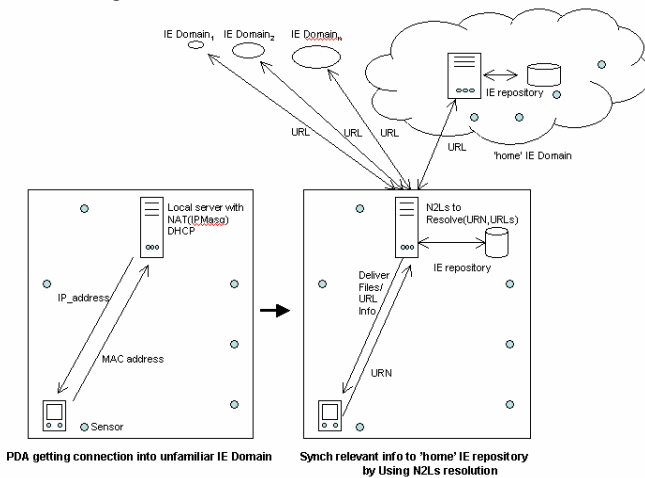 IE Domain1
IE Domain2
IE Domainn
URL
URL
URL
URL
IE repository
'home' IE Domain
Local server with
NAT(IPMasq)
DHCP
IP_address
MAC address
Sensor
N2Ls to
Resolve(URN,URLs)
IE repository
Deliver
Files/
URL
Info
URN
PDA getting connection into unfamiliar IE Domain
Synch relevant info to 'home' IE repository
by Using N2Ls resolution